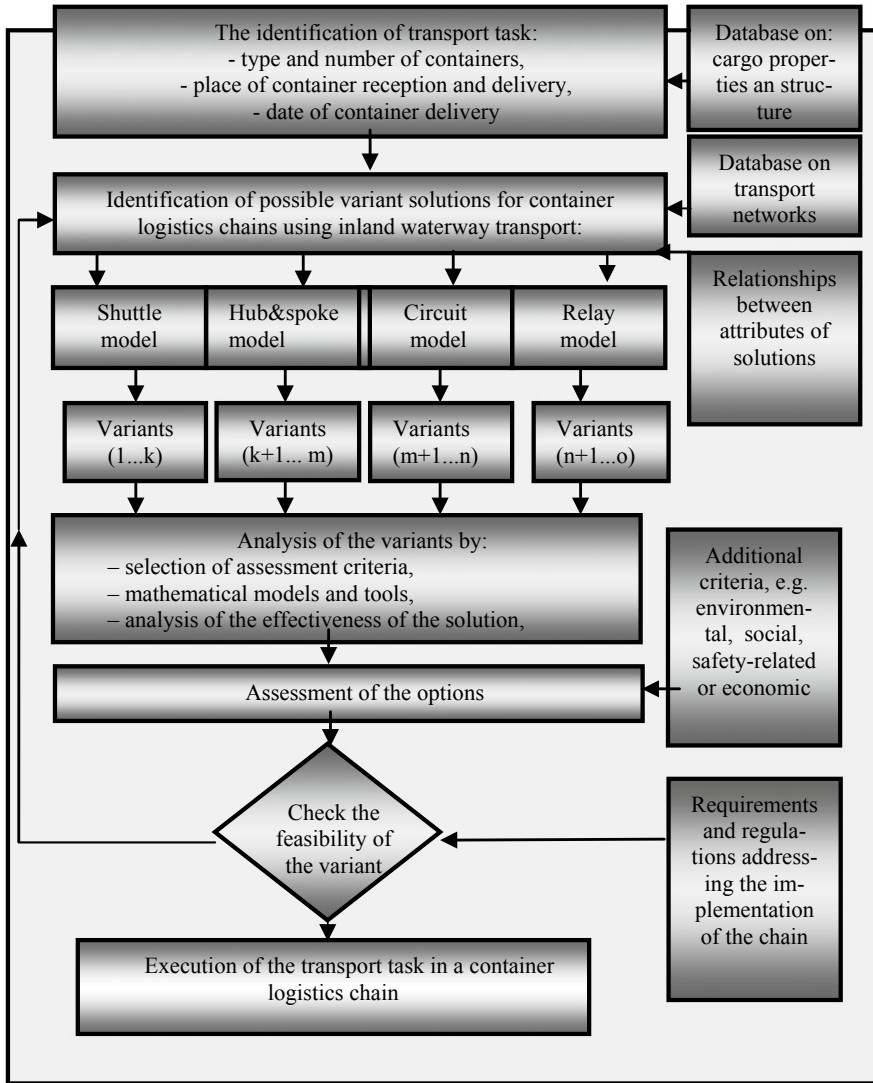 The identification of transport task:
- type and number of containers,
- place of container reception and delivery,
- date of container delivery
Database on:
cargo proper-
ties an struc-
ture
Database on
transport
networks
Identification of possible variant solutions for container
logistics chains using inland waterway transport:
Relationships
between
attributes of
solutions
Shuttle
model
Hub&spoke
model
Circuit model
Relay
model
Variants
(1...k)
Variants
(k+1... m)
Variants
(m+1...n)
Variants
(n+1...o)
Analysis of the variants by:
– selection of assessment criteria,
– mathematical models and tools,
– analysis of the effectiveness of the solution,
Additional
criteria, e.g.
environmen-
tal, social,
safety-related
or economic
Assessment of the options
Check the
feasibility of
the variant
Requirements
and regula-
tions address-
ing the im-
plementation
of the chain
Execution of the transport task in a container
logistics chain